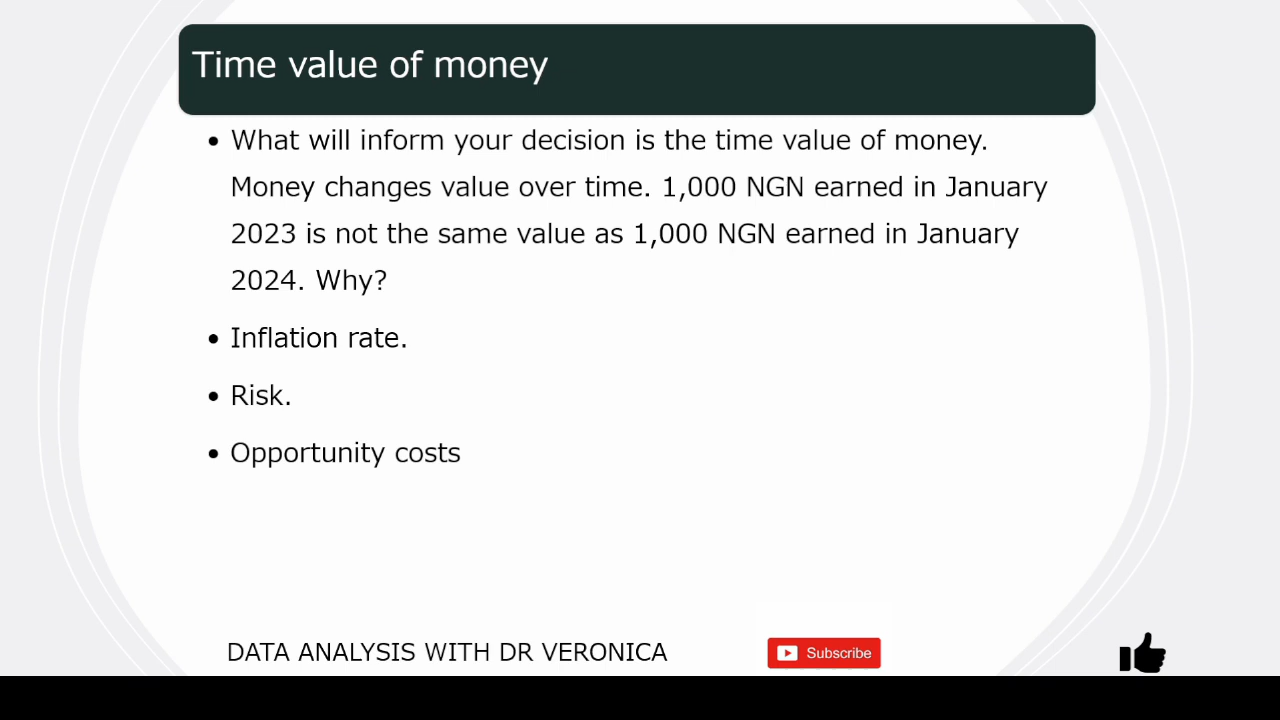 Time value of money
• What will inform your decision is the time value of money.
Money changes value over time. 1,000 NGN earned in January
2023 is not the same value as 1,000 NGN earned in January
2024. Why?
• Inflation rate.
• Risk.
• Opportunity costs
DATA ANALYSIS WITH DR VERONICA
Subscribe